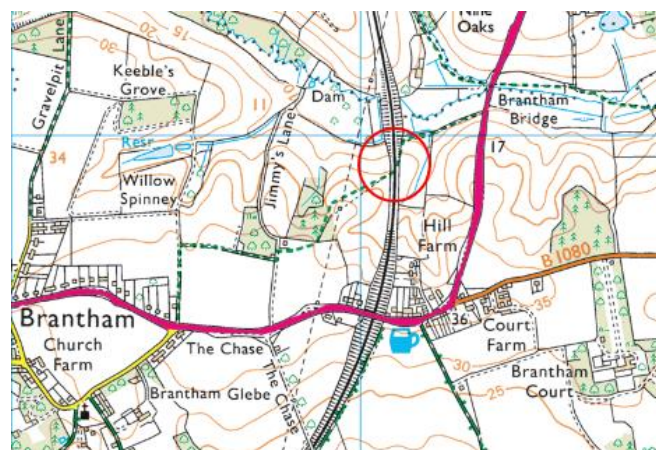 Nine
Oaks
Gravelpit Lane
15
20
30
Keeble's
Grove
11
10
Dam
Brantham
Bridge
Resr
34
Willow
Spinney
Jimmy's Lane
17
Hill
Farm
B 1080
Brantham
Church
Farm
The Chase
The Chase
Brantham Glebe
36
35
Court
Farm
30
25
Brantham
Court